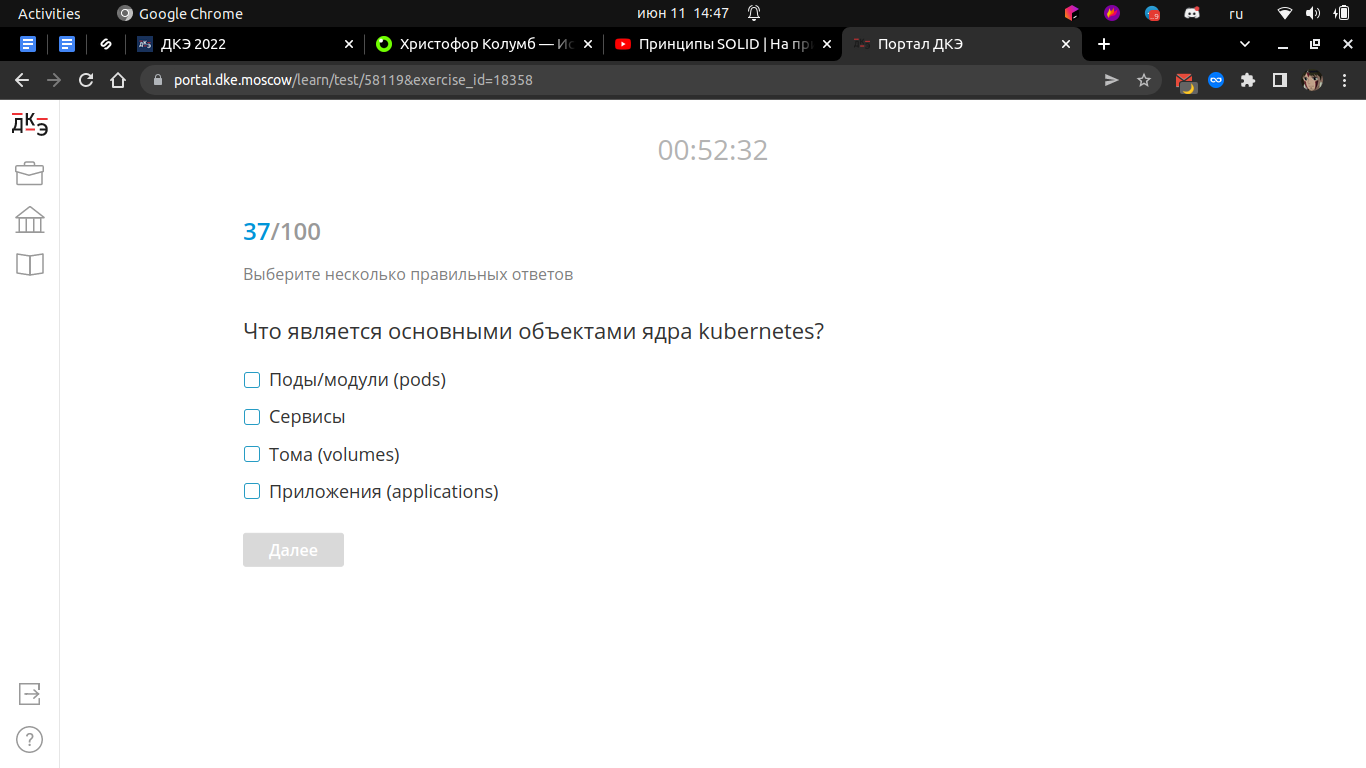 Activities
Google Chrome
июн 11 14:47
ru
ДКЭ 2022
Христофор Колумб — Ис
Принципы SOLID | На при
Портал ДКЭ
portal.dke.moscow/learn/test/58119&exercise_id=18358
ДКЭ
00:52:32
37/100
Выберите несколько правильных ответов
Что является основными объектами ядра kubernetes?
Поды/модули (pods)
Сервисы
Тома (volumes)
Приложения (applications)
Далее